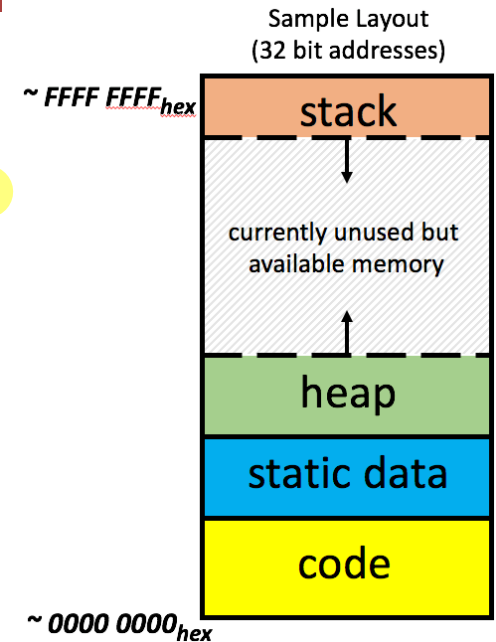 Sample Layout
(32 bit addresses)
~ FFFF FFFFhex
stack
currently unused but
available memory
heap
static data
code
~ 0000 0000hex